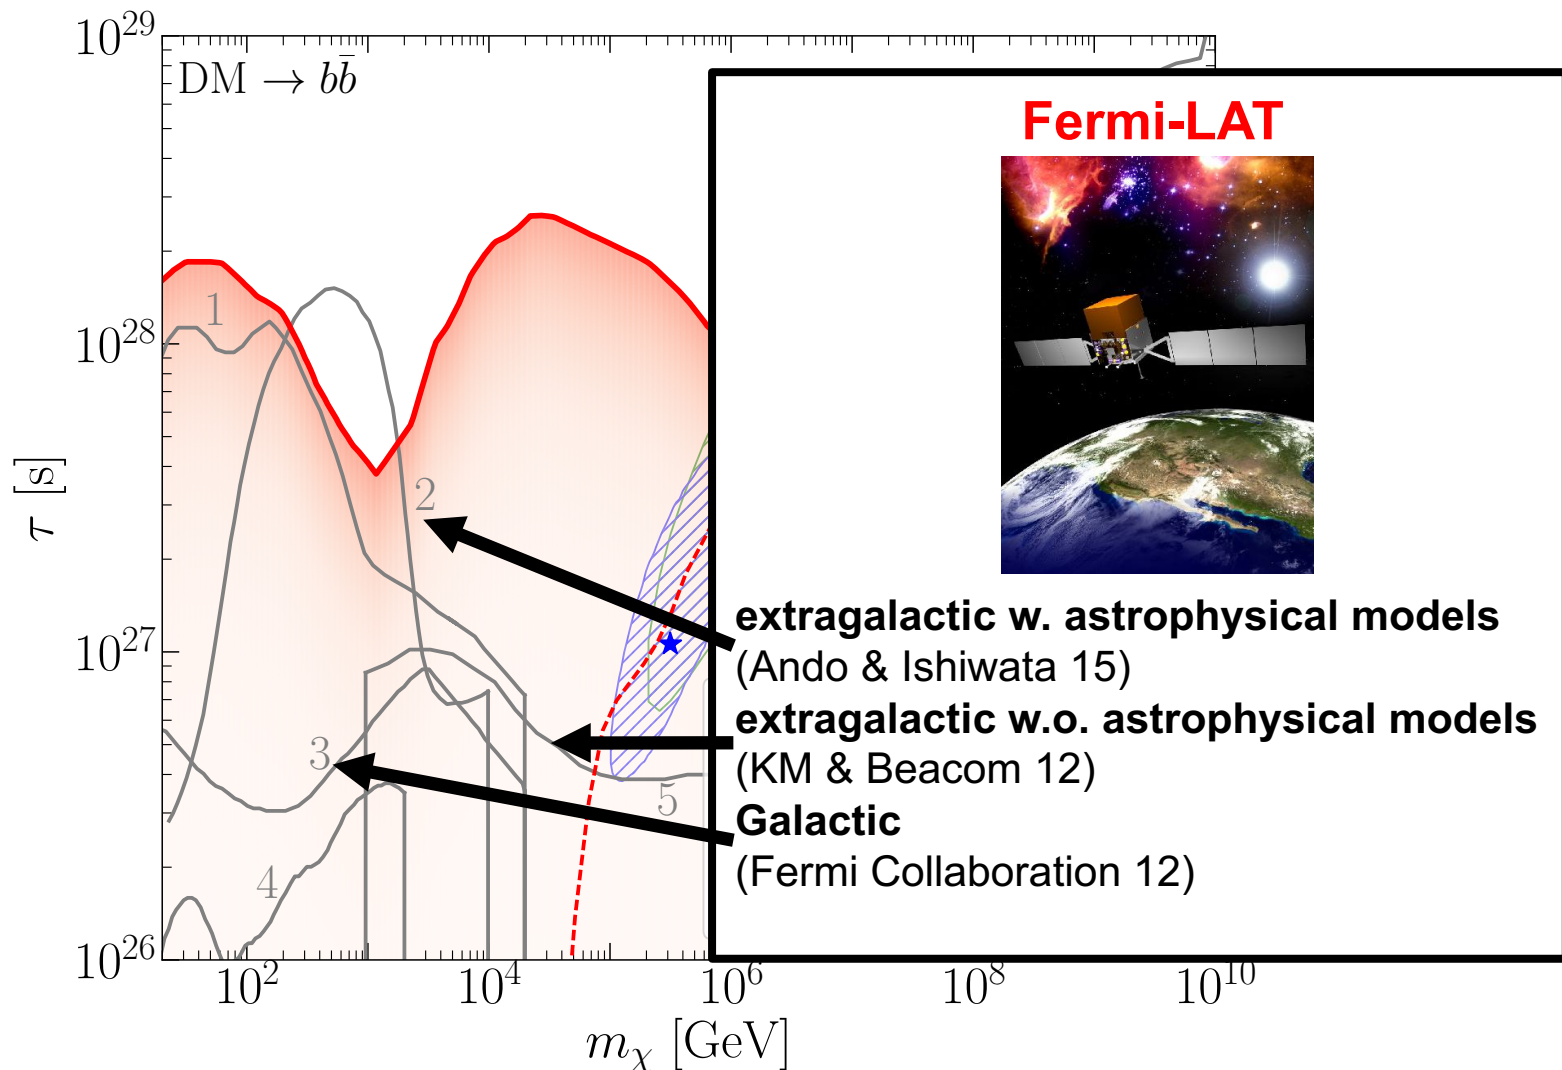 10^29
DM → bb̄
Fermi-LAT
1
10^28
2
τ [s]
extragalactic w. astrophysical models
10^27
(Ando & Ishiwata 15)
extragalactic w.o. astrophysical models
3
(KM & Beacom 12)
5
Galactic
(Fermi Collaboration 12)
4
10^26
10^2 10^4 10^6 10^8 10^10
m_χ [GeV]